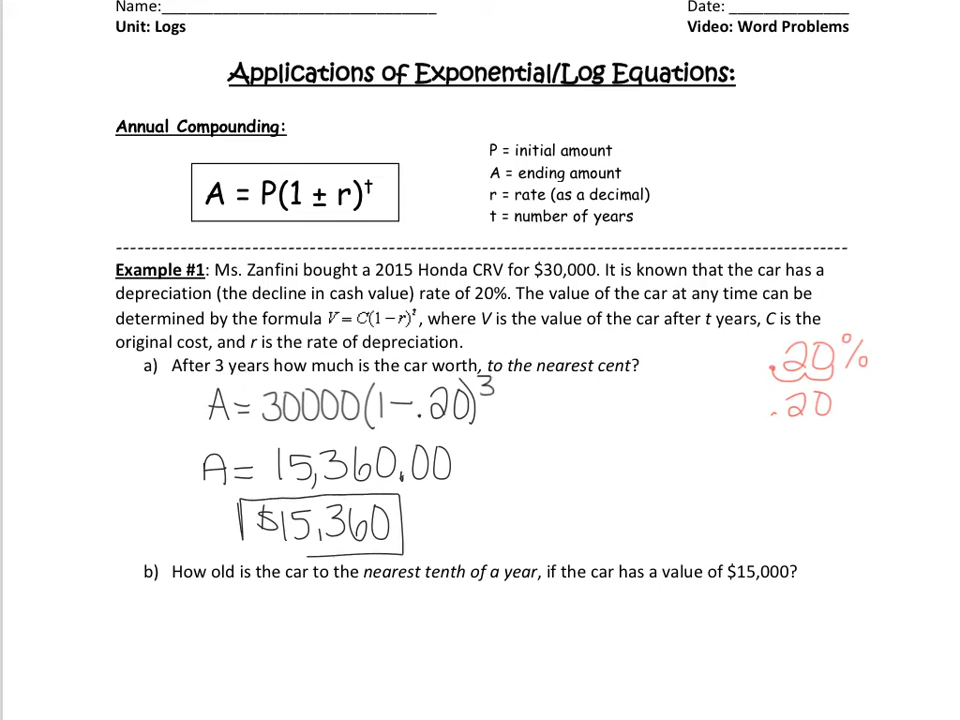 Name:________________________________ Date: ______________
Unit: Logs Video: Word Problems
Applications of Exponential/Log Equations:
Annual Compounding:
A = P(1 ± r)ᵗ
P = initial amount
A = ending amount
r = rate (as a decimal)
t = number of years
Example #1: Ms. Zanfini bought a 2015 Honda CRV for $30,000. It is known that the car has a
depreciation (the decline in cash value) rate of 20%. The value of the car at any time can be
determined by the formula V = C(1 − r)ᵗ, where V is the value of the car after t years, C is the
original cost, and r is the rate of depreciation.
a) After 3 years how much is the car worth, to the nearest cent?
.20%
.20
A = 30000(1 − .20)³
A = 15,360.00
$15,360
b) How old is the car to the nearest tenth of a year, if the car has a value of $15,000?